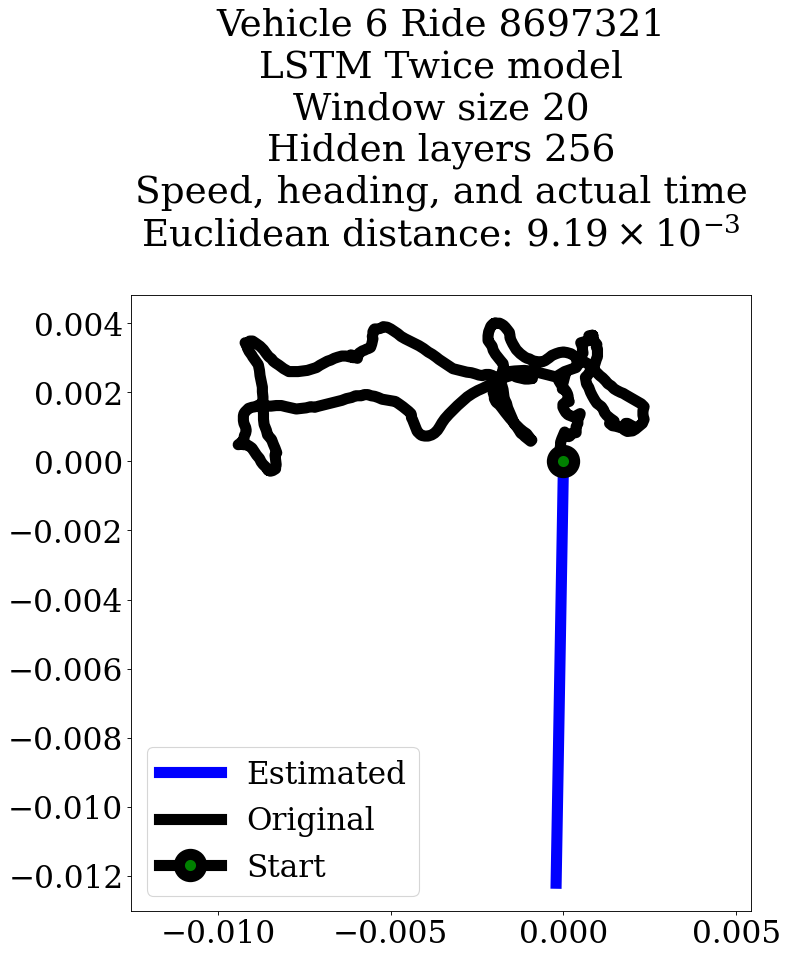 Vehicle 6 Ride 8697321
LSTM Twice model
Window size 20
Hidden layers 256
Speed, heading, and actual time
Euclidean distance: 9.19 × 10⁻³
0.004
0.002
0.000
−0.002
−0.004
−0.006
−0.008
−0.010
−0.012
Estimated
Original
Start
−0.010 −0.005 0.000 0.005